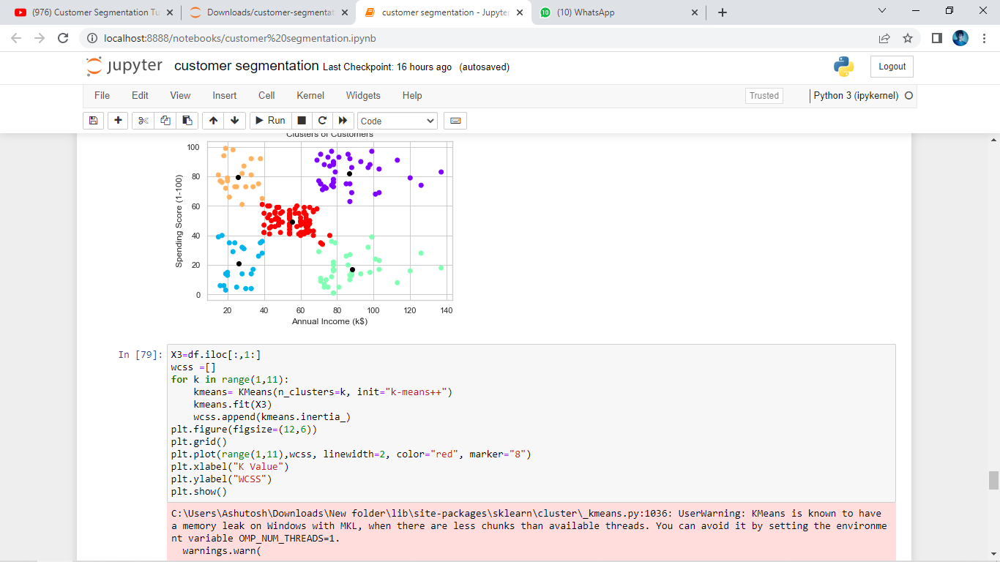 (976) Customer Segmentation Tu
Downloads/customer-segmentat
customer segmentation - Jupyte
10 (10) WhatsApp
localhost:8888/notebooks/customer%20segmentation.ipynb
jupyter customer segmentation Last Checkpoint: 16 hours ago (autosaved)
Logout
File Edit View Insert Cell Kernel Widgets Help
Trusted Python 3 (ipykernel)
Run Code
Clusters of Customers
100
80
60
40
20
0
Spending Score (1-100)
20 40 60 80 100 120 140
Annual Income (k$)
In [79]:
X3=df.iloc[:,1:]
wcss =[]
for k in range(1,11):
    kmeans= KMeans(n_clusters=k, init="k-means++")
    kmeans.fit(X3)
    wcss.append(kmeans.inertia_)
plt.figure(figsize=(12,6))
plt.grid()
plt.plot(range(1,11),wcss, linewidth=2, color="red", marker="8")
plt.xlabel("K Value")
plt.ylabel("WCSS")
plt.show()
C:\Users\Ashutosh\Downloads\New folder\lib\site-packages\sklearn\cluster\_kmeans.py:1036: UserWarning: KMeans is known to have
a memory leak on Windows with MKL, when there are less chunks than available threads. You can avoid it by setting the environme
nt variable OMP_NUM_THREADS=1.
  warnings.warn(